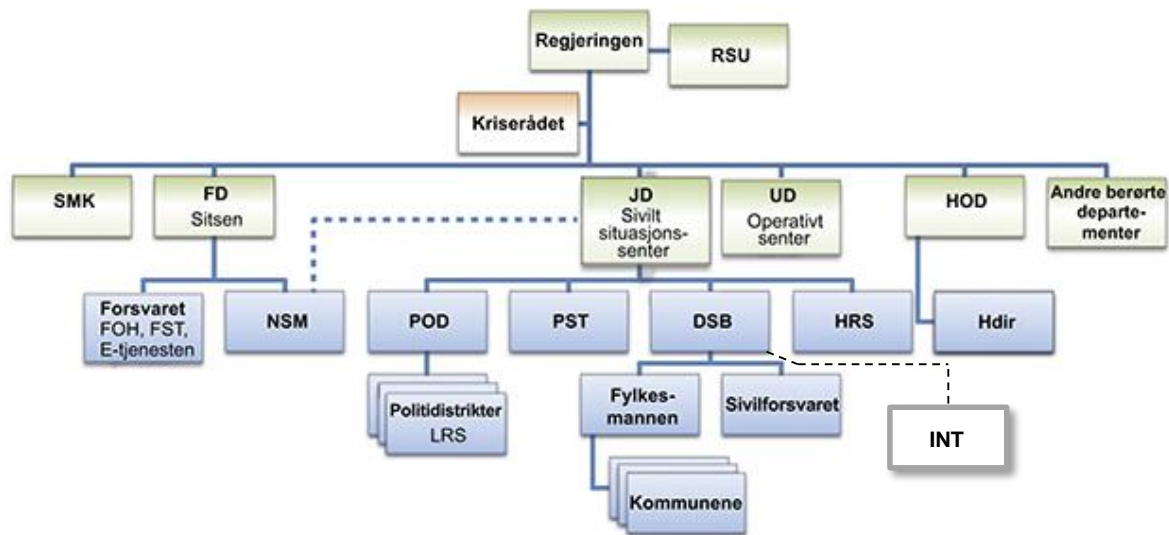 Regjeringen
RSU
Kriserådet
SMK
FD
Sitsen
JD
Sivilt
situasjons-
senter
UD
Operativt
senter
HOD
Andre berørte
departe-
menter
Forsvaret
FOH, FST,
E-tjenesten
NSM
POD
PST
DSB
HRS
Hdir
Politidistrikter
LRS
Fylkes-
mannen
Sivilforsvaret
INT
Kommunene